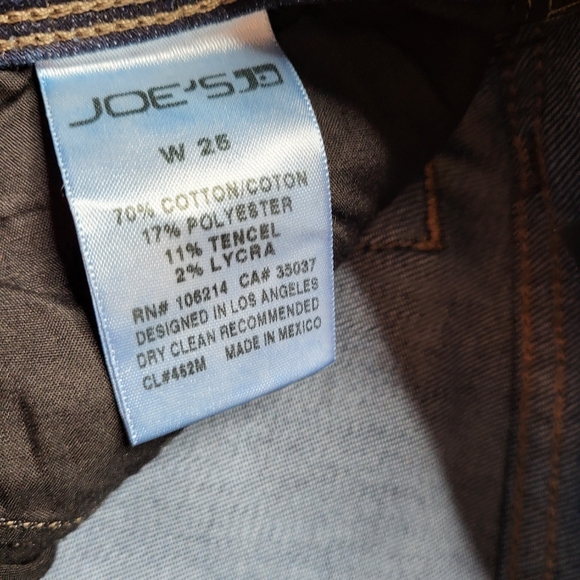 JOE'S JD
W 25
70% COTTON/COTON
17% POLYESTER
11% TENCEL
2% LYCRA
RN# 106214 CA# 35037
DESIGNED IN LOS ANGELES
DRY CLEAN RECOMMENDED
CL#462M MADE IN MEXICO